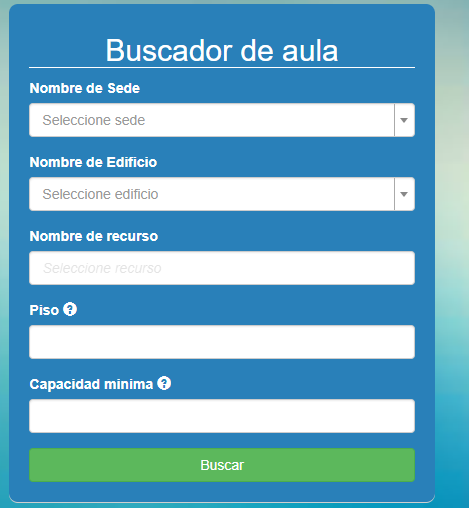 Buscador de aula
Nombre de Sede
Seleccione sede
Nombre de Edificio
Seleccione edificio
Nombre de recurso
Seleccione recurso
Piso ?
Capacidad minima ?
Buscar